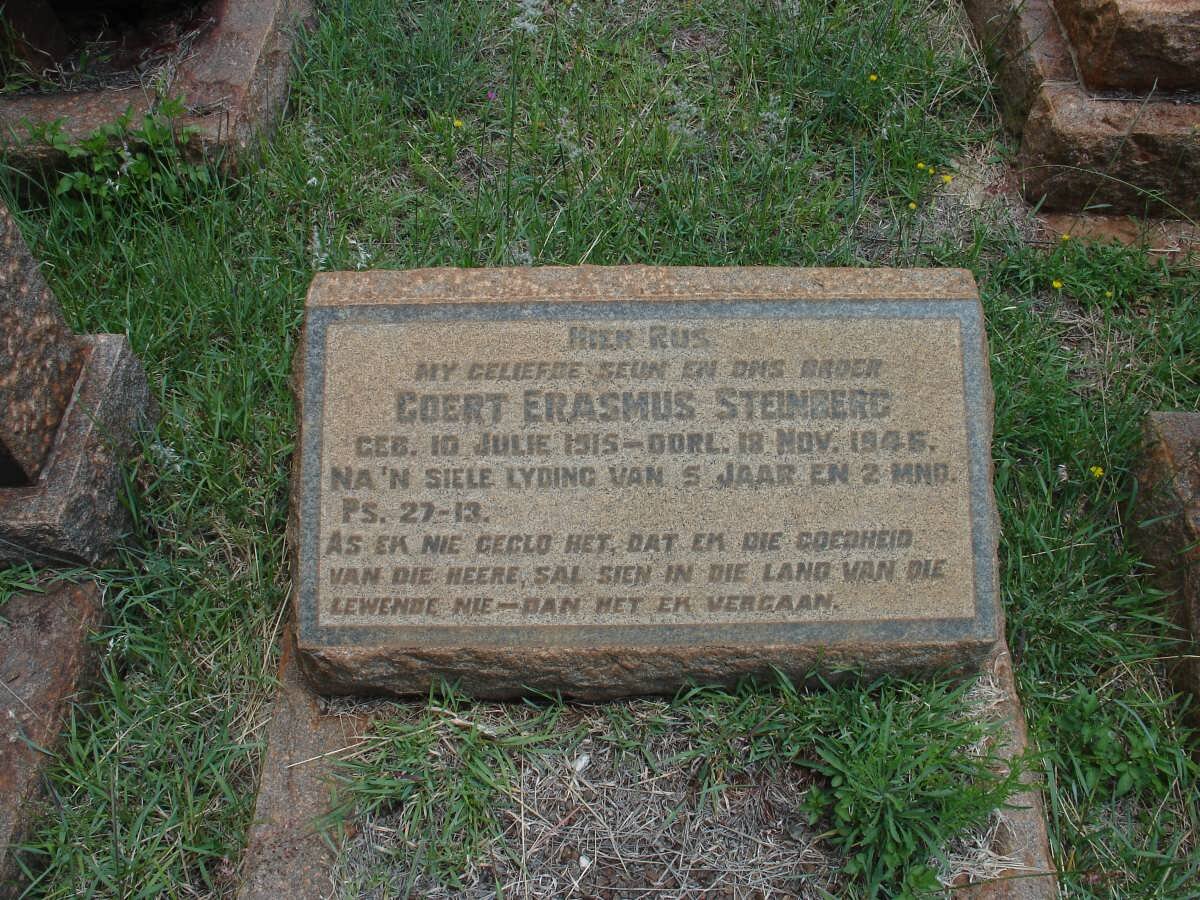 HIER RUS
MY GELIEFDE SEUN EN ONS BROER
GOERT ERASMUS STEINBERG
GEB. 10 JULIE 1915 — OORL. 18 NOV. 1945.
NA'N SIELE LYDING VAN 5 JAAR EN 2 MND.
PS. 27-13.
AS EK NIE GEGLO HET, DAT EK DIE GOEDHEID
VAN DIE HEERE, SAL SIEN IN DIE LAND VAN DIE
LEWENDE NIE — DAN HET EK VERGAAN.